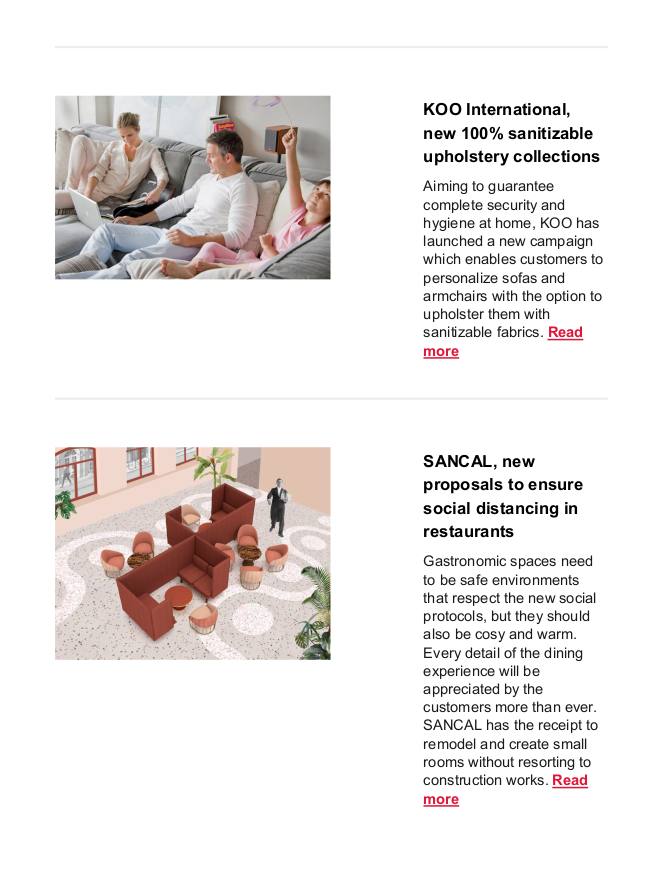 KOO International,
new 100% sanitizable
upholstery collections
Aiming to guarantee
complete security and
hygiene at home, KOO has
launched a new campaign
which enables customers to
personalize sofas and
armchairs with the option to
upholster them with
sanitizable fabrics. Read
more
SANCAL, new
proposals to ensure
social distancing in
restaurants
Gastronomic spaces need
to be safe environments
that respect the new social
protocols, but they should
also be cosy and warm.
Every detail of the dining
experience will be
appreciated by the
customers more than ever.
SANCAL has the receipt to
remodel and create small
rooms without resorting to
construction works. Read
more